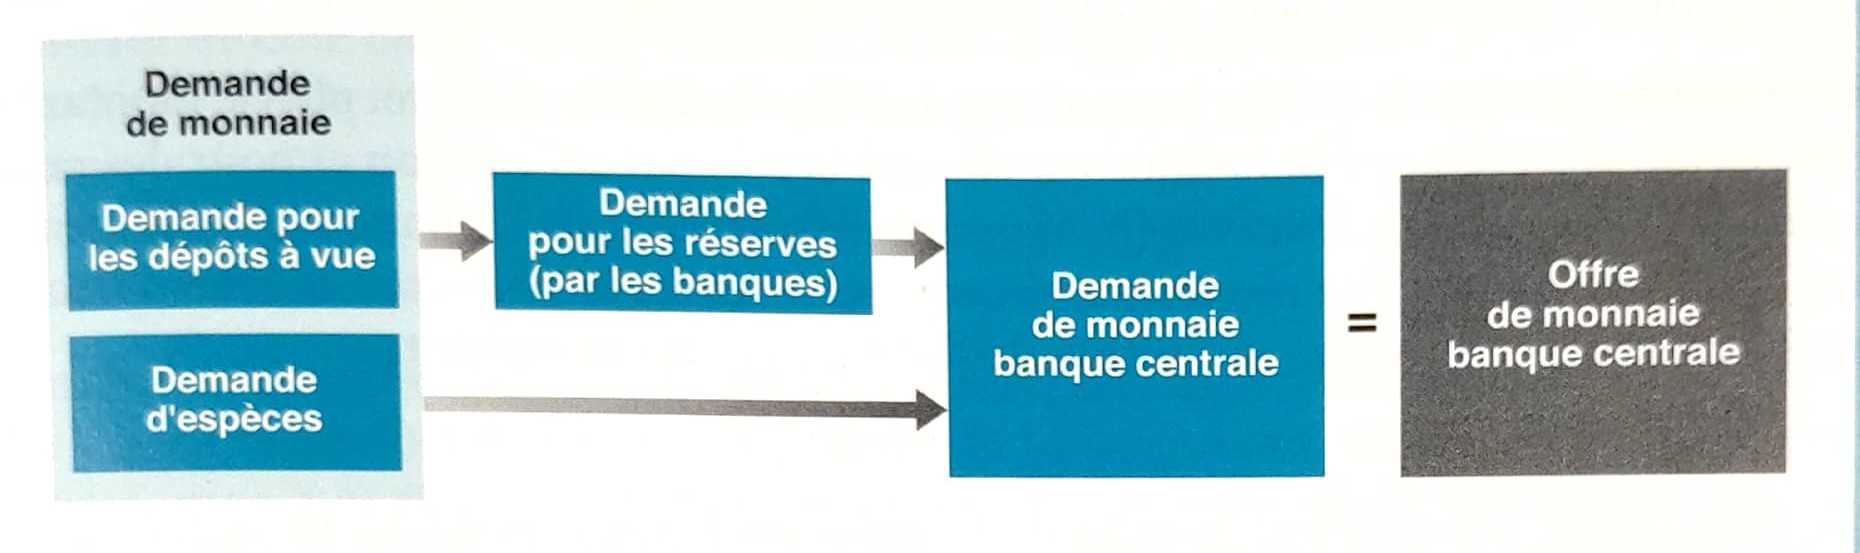 Demande
de monnaie
Demande pour
les dépôts à vue
Demande
d'espèces
Demande
pour les réserves
(par les banques)
Demande
de monnaie
banque centrale
=
Offre
de monnaie
banque centrale